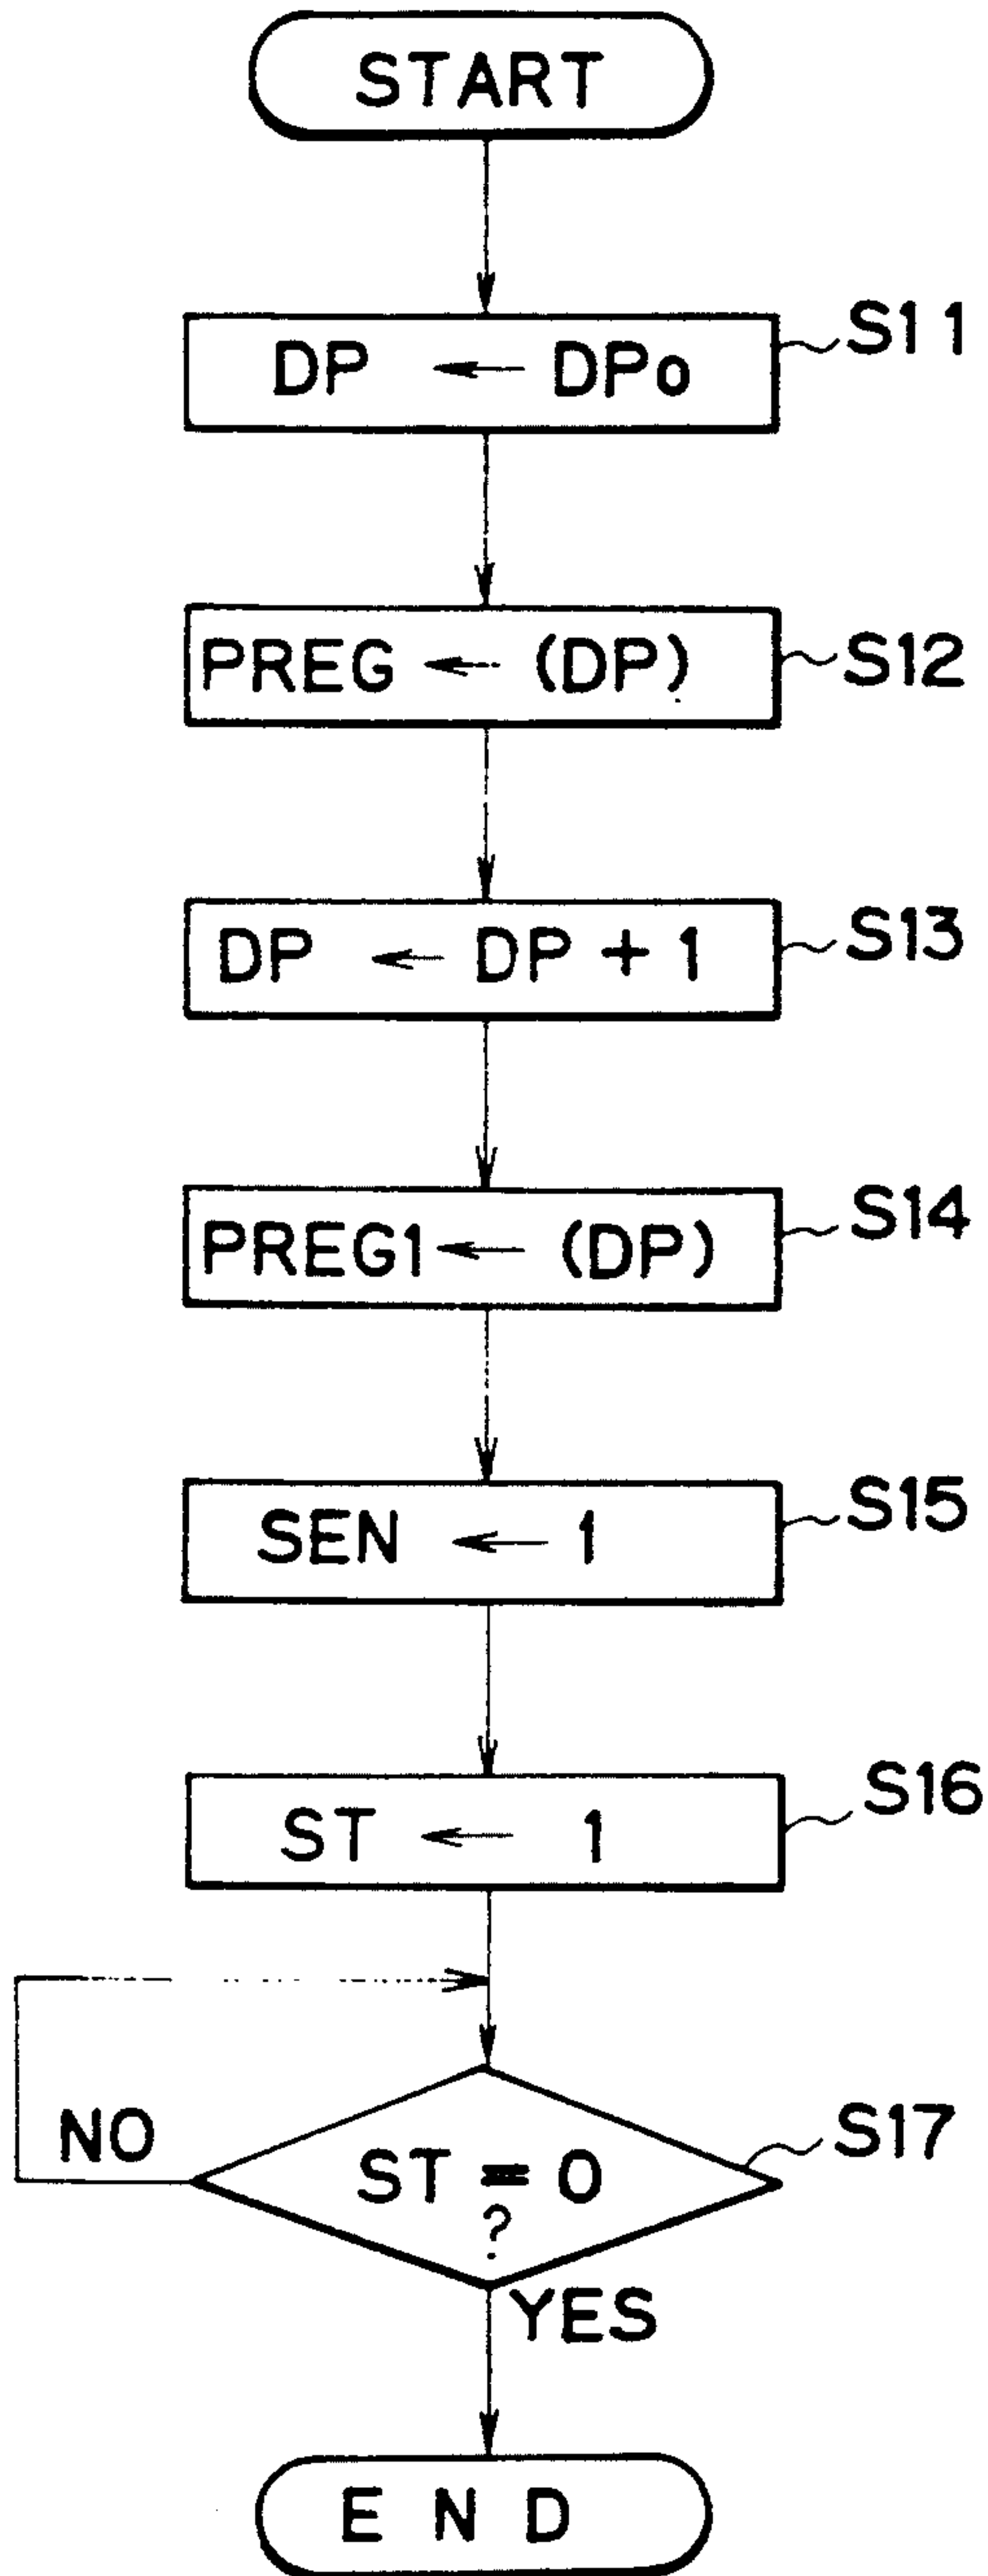 START
DP ← DPo
S11
PREG ← (DP)
S12
DP ← DP + 1
S13
PREG1 ← (DP)
S14
SEN ← 1
S15
ST ← 1
S16
NO
ST = 0
?
S17
YES
END